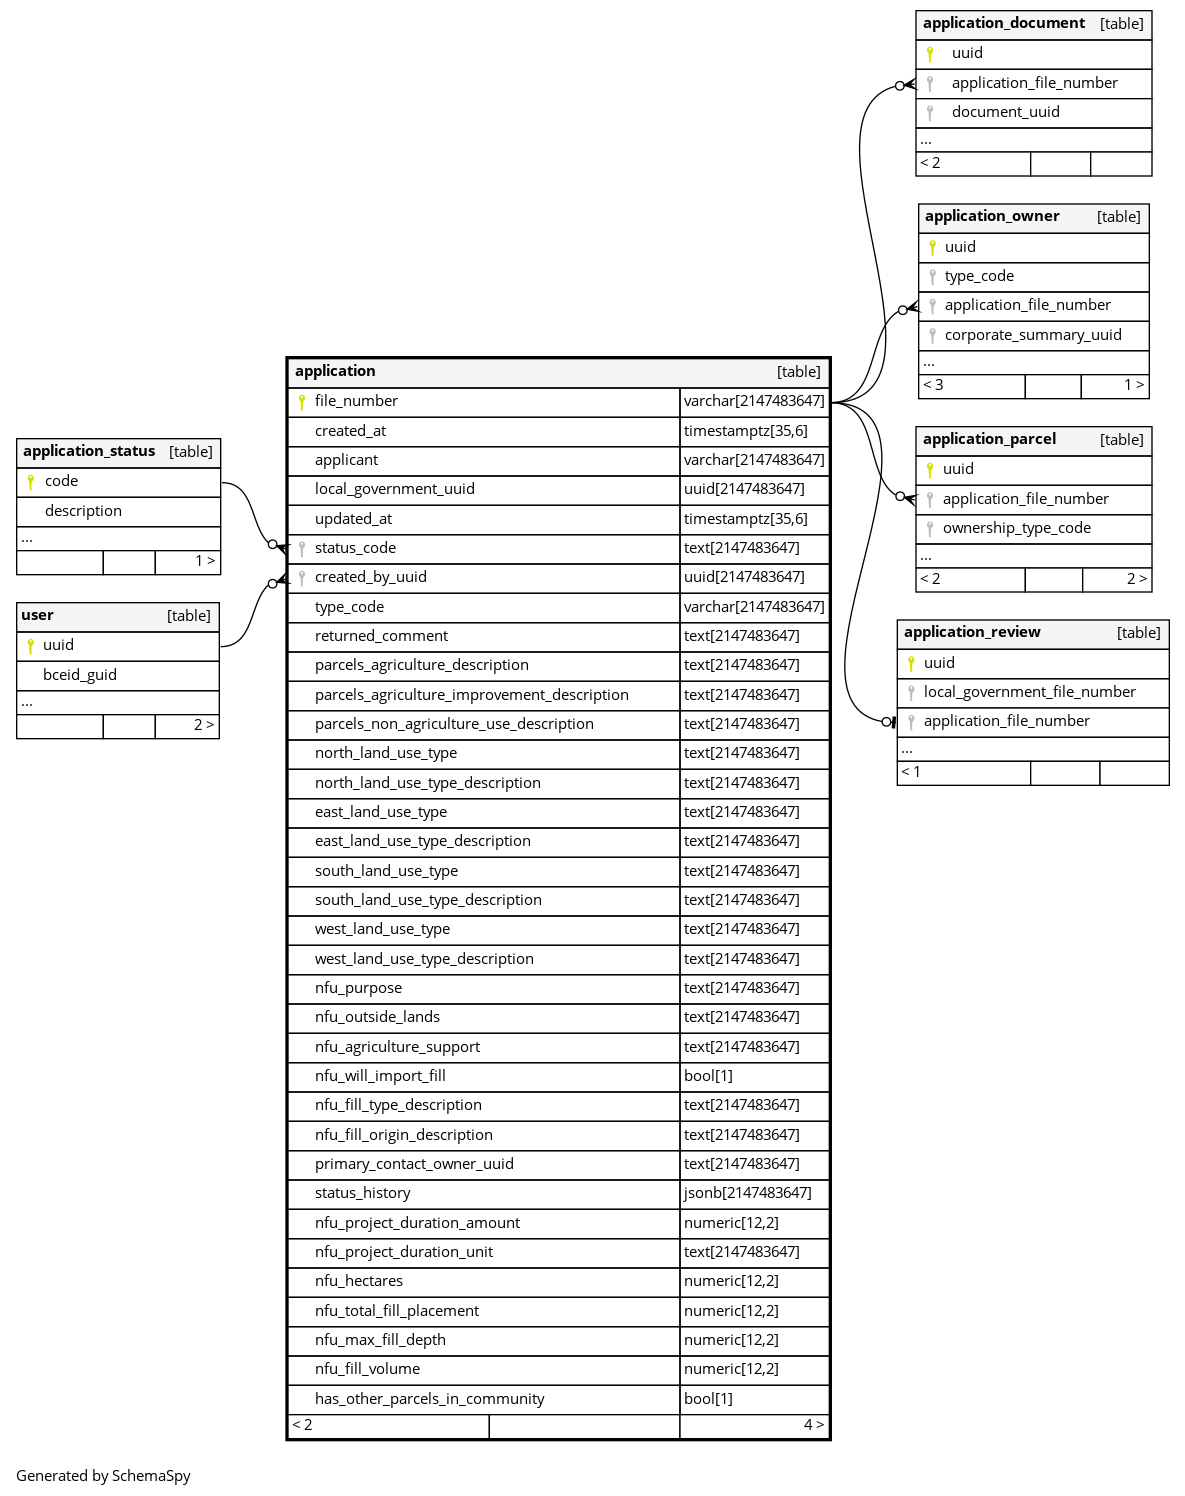 application_document [table]
uuid
application_file_number
document_uuid
...
< 2
application_owner [table]
uuid
type_code
application_file_number
corporate_summary_uuid
...
< 3 1 >
application_parcel [table]
uuid
application_file_number
ownership_type_code
...
< 2 2 >
application_review [table]
uuid
local_government_file_number
application_file_number
...
< 1
application_status [table]
code
description
...
1 >
user [table]
uuid
bceid_guid
...
2 >
application [table]
file_number varchar[2147483647]
created_at timestamptz[35,6]
applicant varchar[2147483647]
local_government_uuid uuid[2147483647]
updated_at timestamptz[35,6]
status_code text[2147483647]
created_by_uuid uuid[2147483647]
type_code varchar[2147483647]
returned_comment text[2147483647]
parcels_agriculture_description text[2147483647]
parcels_agriculture_improvement_description text[2147483647]
parcels_non_agriculture_use_description text[2147483647]
north_land_use_type text[2147483647]
north_land_use_type_description text[2147483647]
east_land_use_type text[2147483647]
east_land_use_type_description text[2147483647]
south_land_use_type text[2147483647]
south_land_use_type_description text[2147483647]
west_land_use_type text[2147483647]
west_land_use_type_description text[2147483647]
nfu_purpose text[2147483647]
nfu_outside_lands text[2147483647]
nfu_agriculture_support text[2147483647]
nfu_will_import_fill bool[1]
nfu_fill_type_description text[2147483647]
nfu_fill_origin_description text[2147483647]
primary_contact_owner_uuid text[2147483647]
status_history jsonb[2147483647]
nfu_project_duration_amount numeric[12,2]
nfu_project_duration_unit text[2147483647]
nfu_hectares numeric[12,2]
nfu_total_fill_placement numeric[12,2]
nfu_max_fill_depth numeric[12,2]
nfu_fill_volume numeric[12,2]
has_other_parcels_in_community bool[1]
< 2 4 >
Generated by SchemaSpy